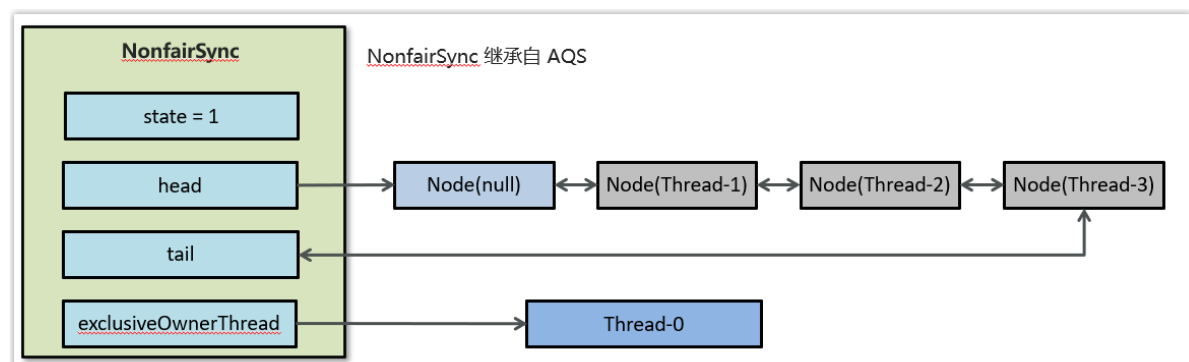 NonfairSync
NonfairSync 继承自 AQS
state = 1
head
Node(null)
Node(Thread-1)
Node(Thread-2)
Node(Thread-3)
tail
exclusiveOwnerThread
Thread-0